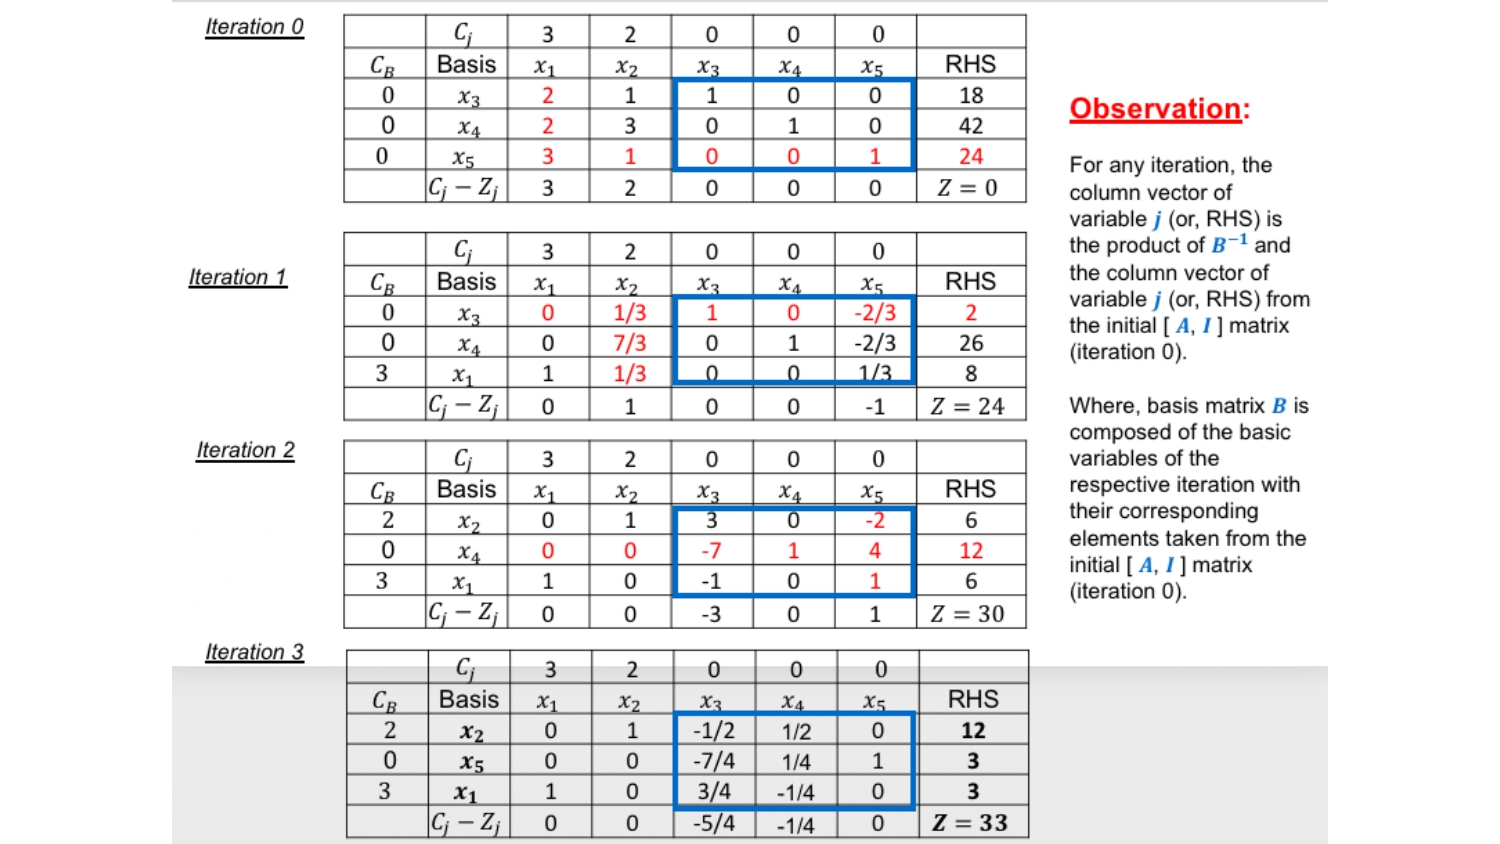 Iteration 0
C_j 3 2 0 0 0
C_B Basis x_1 x_2 x_3 x_4 x_5 RHS
0 x_3 2 1 1 0 0 18
0 x_4 2 3 0 1 0 42
0 x_5 3 1 0 0 1 24
C_j − Z_j 3 2 0 0 0 Z = 0
Iteration 1
C_j 3 2 0 0 0
C_B Basis x_1 x_2 x_3 x_4 x_5 RHS
0 x_3 0 1/3 1 0 -2/3 2
0 x_4 0 7/3 0 1 -2/3 26
3 x_1 1 1/3 0 0 1/3 8
C_j − Z_j 0 1 0 0 -1 Z = 24
Iteration 2
C_j 3 2 0 0 0
C_B Basis x_1 x_2 x_3 x_4 x_5 RHS
2 x_2 0 1 3 0 -2 6
0 x_4 0 0 -7 1 4 12
3 x_1 1 0 -1 0 1 6
C_j − Z_j 0 0 -3 0 1 Z = 30
Iteration 3
C_j 3 2 0 0 0
C_B Basis x_1 x_2 x_3 x_4 x_5 RHS
2 x_2 0 1 -1/2 1/2 0 12
0 x_5 0 0 -7/4 1/4 1 3
3 x_1 1 0 3/4 -1/4 0 3
C_j − Z_j 0 0 -5/4 -1/4 0 Z = 33
Observation:
For any iteration, the
column vector of
variable j (or, RHS) is
the product of B⁻¹ and
the column vector of
variable j (or, RHS) from
the initial [ A, I ] matrix
(iteration 0).
Where, basis matrix B is
composed of the basic
variables of the
respective iteration with
their corresponding
elements taken from the
initial [ A, I ] matrix
(iteration 0).